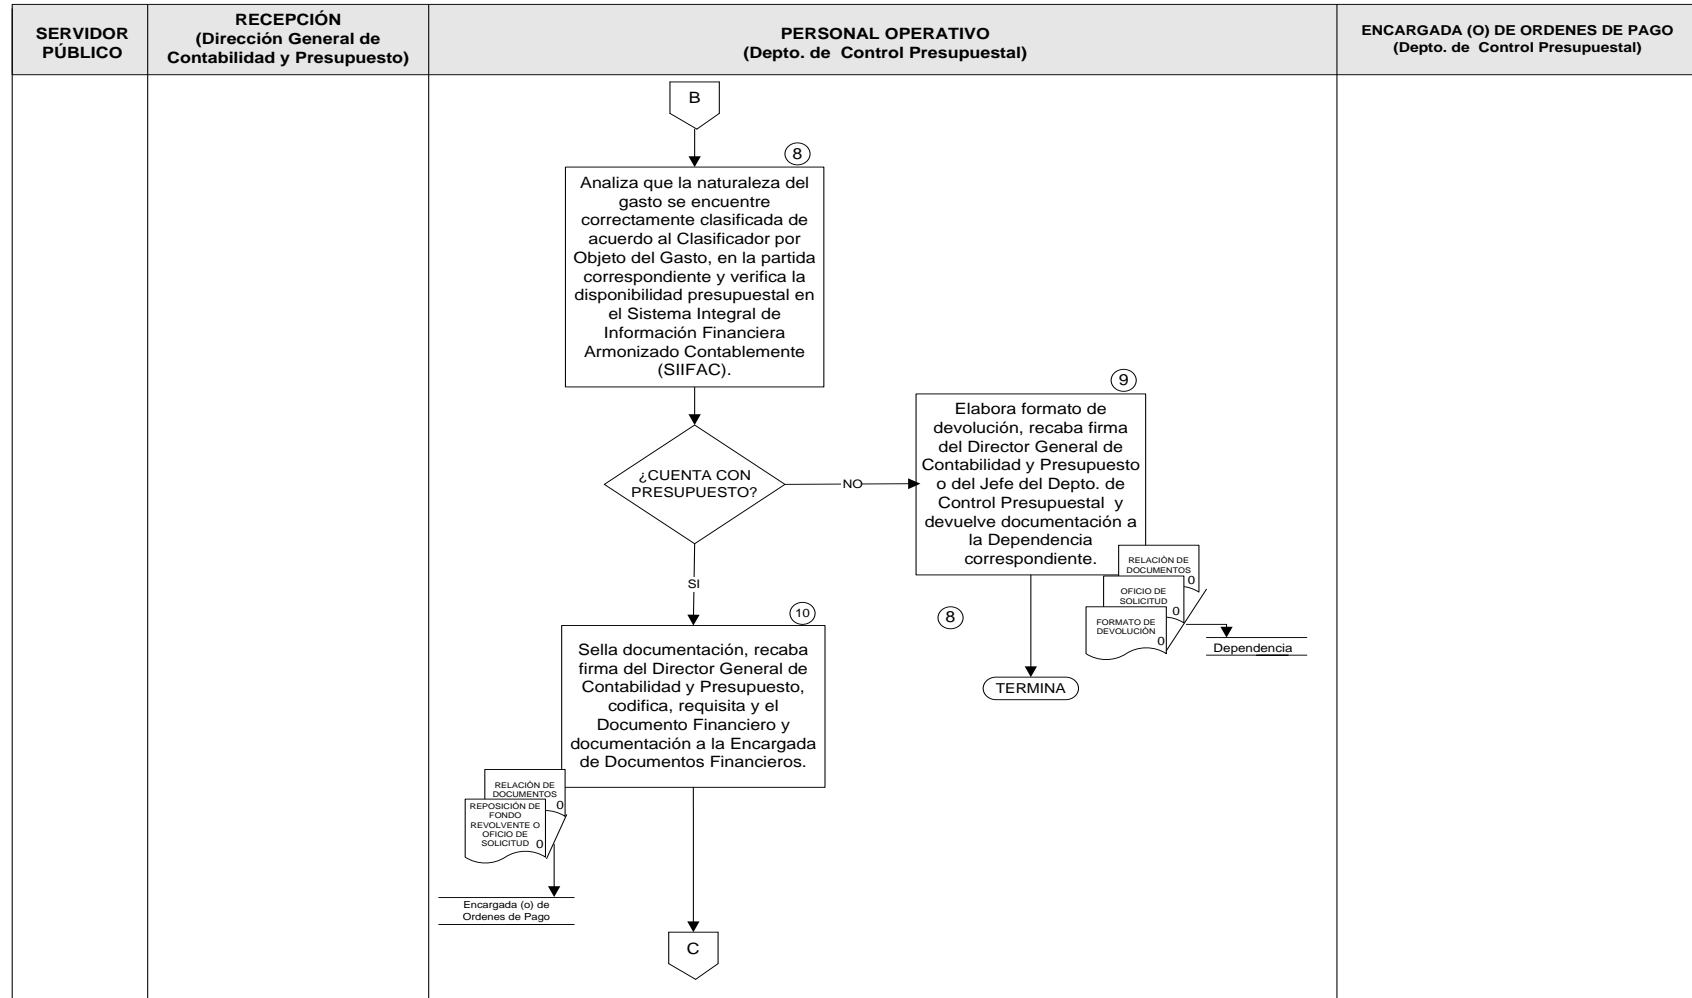 SERVIDOR
PÚBLICO
RECEPCIÓN
(Dirección General de
Contabilidad y Presupuesto)
PERSONAL OPERATIVO
(Depto. de Control Presupuestal)
ENCARGADA (O) DE ORDENES DE PAGO
(Depto. de Control Presupuestal)
B
8
Analiza que la naturaleza del
gasto se encuentre
correctamente clasificada de
acuerdo al Clasificador por
Objeto del Gasto, en la partida
correspondiente y verifica la
disponibilidad presupuestal en
el Sistema Integral de
Información Financiera
Armonizado Contablemente
(SIIFAC).
¿CUENTA CON
PRESUPUESTO?
NO
9
Elabora formato de
devolución, recaba firma
del Director General de
Contabilidad y Presupuesto
o del Jefe del Depto. de
Control Presupuestal y
devuelve documentación a
la Dependencia
correspondiente.
RELACIÓN DE
DOCUMENTOS
0
OFICIO DE
SOLICITUD
0
FORMATO DE
DEVOLUCIÓN
0
Dependencia
8
TERMINA
SI
10
Sella documentación, recaba
firma del Director General de
Contabilidad y Presupuesto,
codifica, requisita y el
Documento Financiero y
documentación a la Encargada
de Documentos Financieros.
RELACIÓN DE
DOCUMENTOS
0
REPOSICIÓN DE
FONDO
REVOLVENTE O
OFICIO DE
SOLICITUD
0
Encargada (o) de
Ordenes de Pago
C